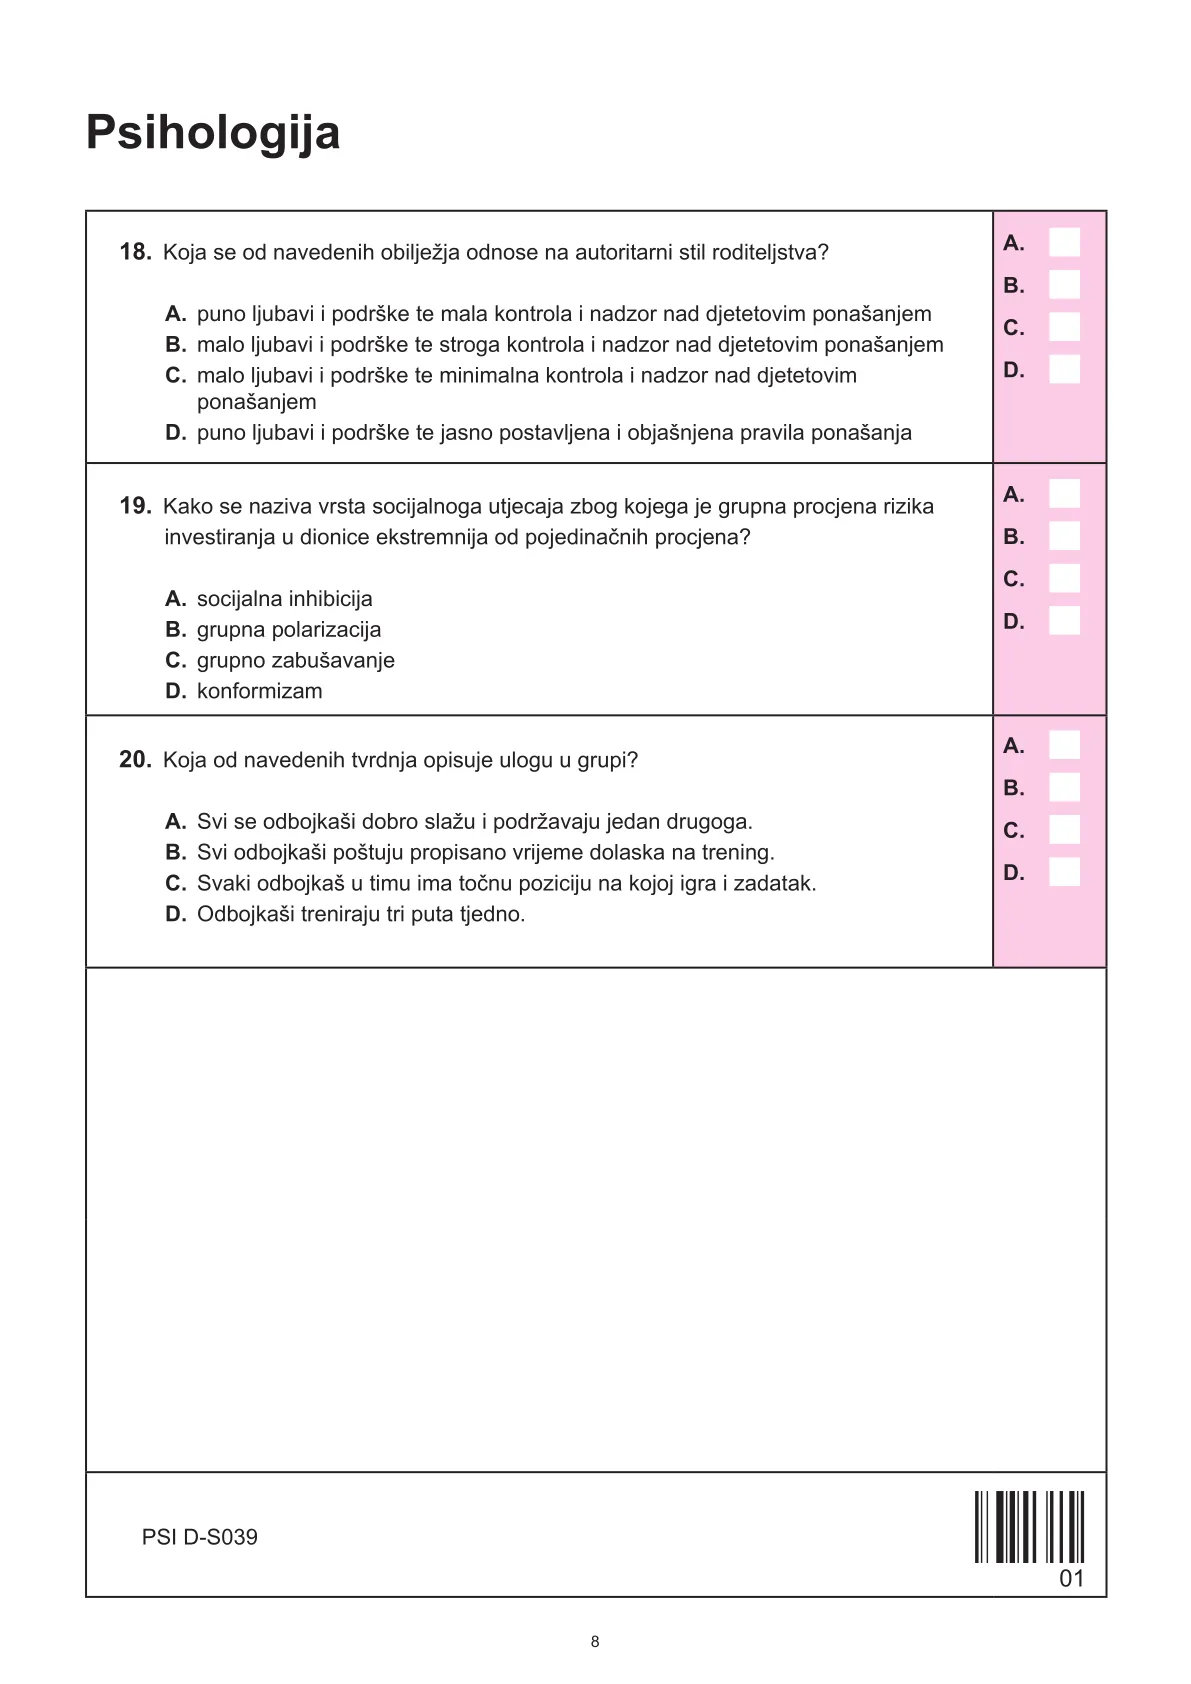 Psihologija
18. Koja se od navedenih obilježja odnose na autoritarni stil roditeljstva?
A. puno ljubavi i podrške te mala kontrola i nadzor nad djetetovim ponašanjem
B. malo ljubavi i podrške te stroga kontrola i nadzor nad djetetovim ponašanjem
C. malo ljubavi i podrške te minimalna kontrola i nadzor nad djetetovim
ponašanjem
D. puno ljubavi i podrške te jasno postavljena i objašnjena pravila ponašanja
A.
B.
C.
D.
19. Kako se naziva vrsta socijalnoga utjecaja zbog kojega je grupna procjena rizika
investiranja u dionice ekstremnija od pojedinačnih procjena?
A. socijalna inhibicija
B. grupna polarizacija
C. grupno zabušavanje
D. konformizam
A.
B.
C.
D.
20. Koja od navedenih tvrdnja opisuje ulogu u grupi?
A. Svi se odbojkaši dobro slažu i podržavaju jedan drugoga.
B. Svi odbojkaši poštuju propisano vrijeme dolaska na trening.
C. Svaki odbojkaš u timu ima točnu poziciju na kojoj igra i zadatak.
D. Odbojkaši treniraju tri puta tjedno.
A.
B.
C.
D.
PSI D-S039
01
8